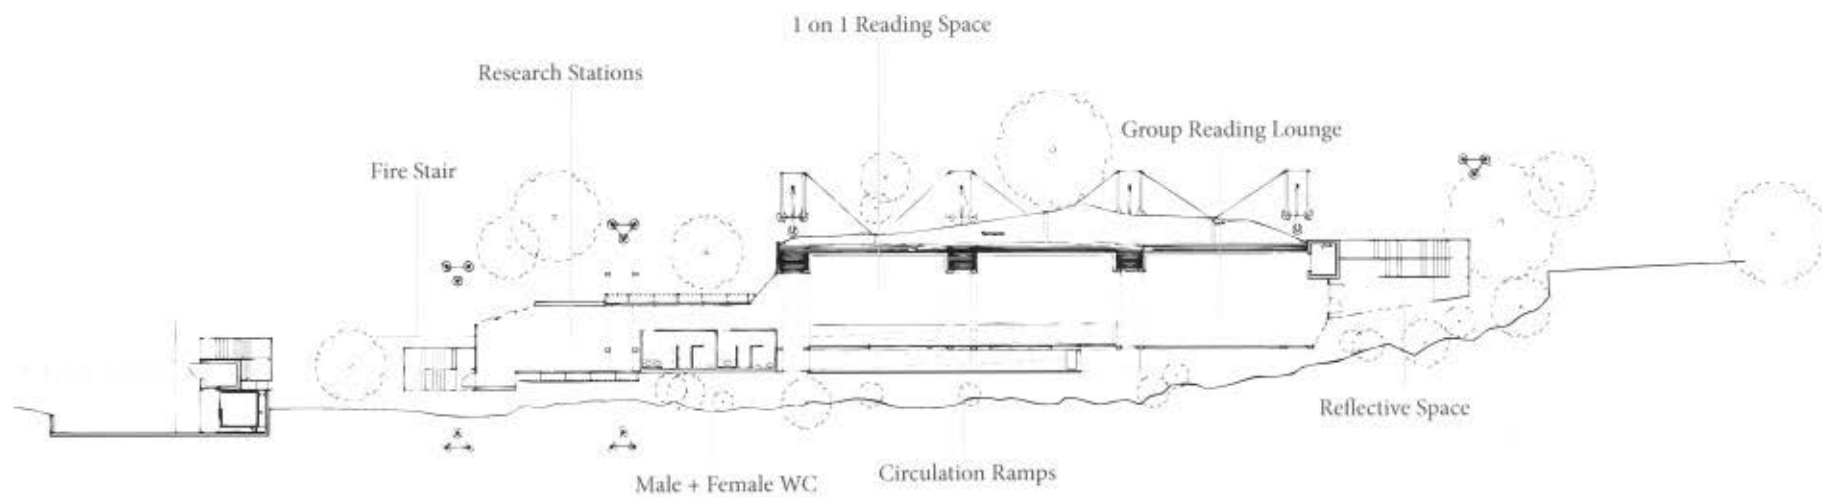 1 on 1 Reading Space
Research Stations
Group Reading Lounge
Fire Stair
Reflective Space
Circulation Ramps
Male + Female WC